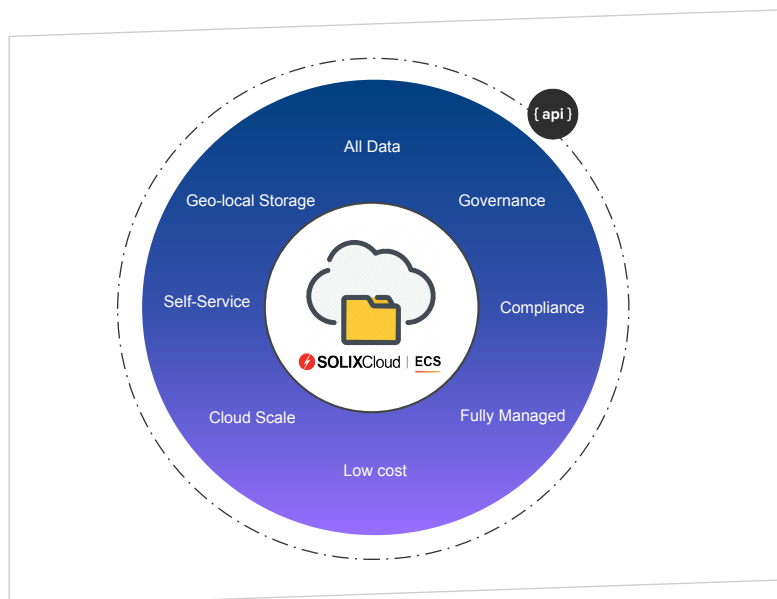 { api }
All Data
Geo-local Storage
Governance
Self-Service
Compliance
SOLIXCloud | ECS
Cloud Scale
Fully Managed
Low cost